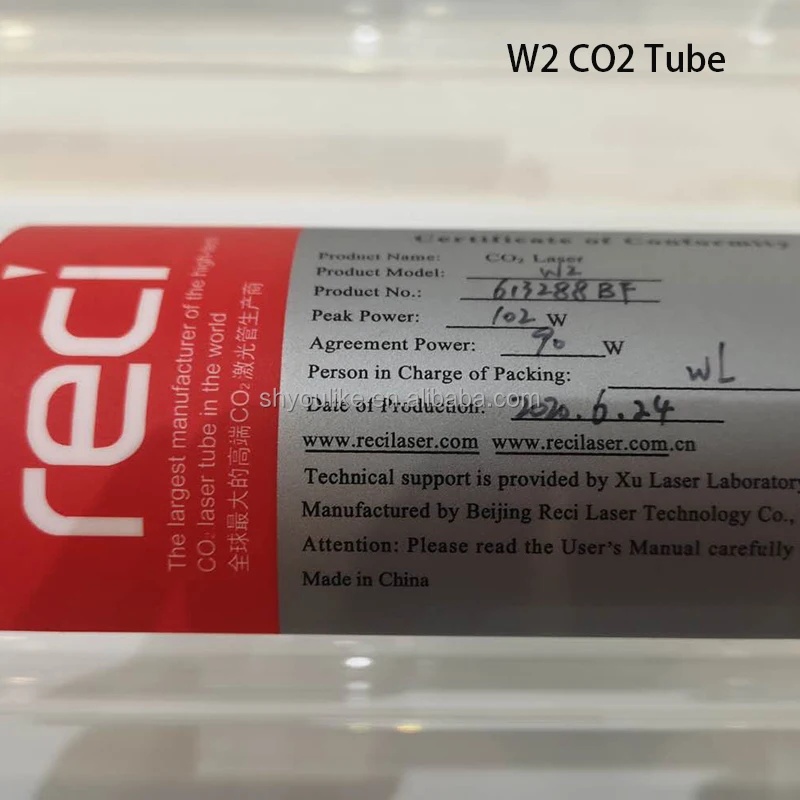 W2 CO2 Tube
reci
The largest manufacturer of the high-end
CO₂ laser tube in the world
全球最大的高端CO₂激光管生产商
Certificate of Conformity
Product Name: CO₂ Laser
Product Model: W2
Product No.: 613288BF
Peak Power: 102 W
Agreement Power: 90 W
Person in Charge of Packing: WL
shyoulike.en.alibaba.com
Date of Production: 2020.6.24
www.recilaser.com www.recilaser.com.cn
Technical support is provided by Xu Laser Laboratory
Manufactured by Beijing Reci Laser Technology Co.,
Attention: Please read the User's Manual carefully
Made in China